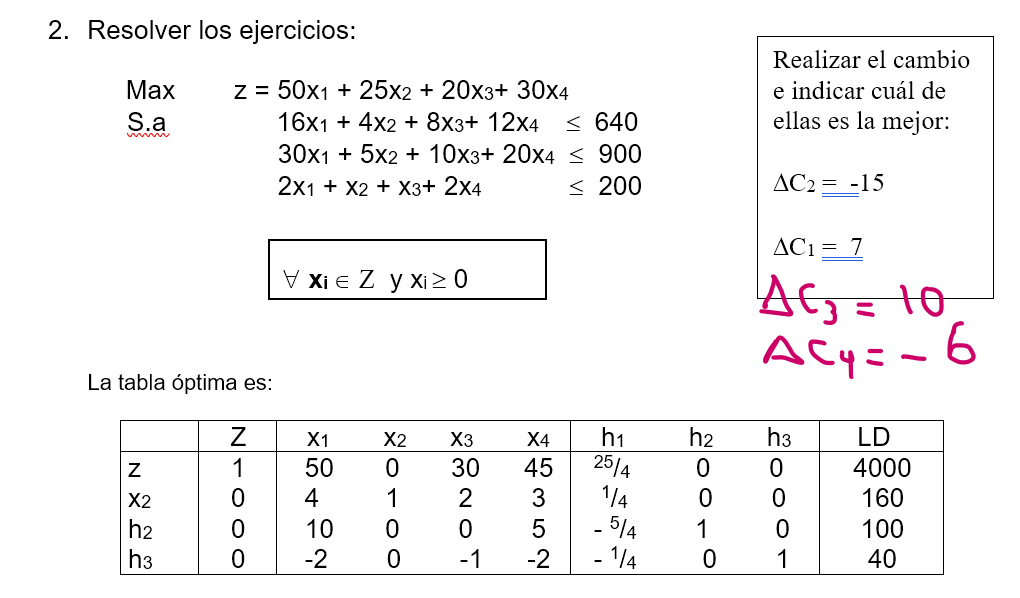 2. Resolver los ejercicios:
Max z = 50x1 + 25x2 + 20x3+ 30x4
S.a 16x1 + 4x2 + 8x3+ 12x4 ≤ 640
30x1 + 5x2 + 10x3+ 20x4 ≤ 900
2x1 + x2 + x3+ 2x4 ≤ 200
∀ xi ∈ Z y xi ≥ 0
Realizar el cambio
e indicar cuál de
ellas es la mejor:
ΔC2 = -15
ΔC1 = 7
ΔC3 = 10
ΔC4 = -6
La tabla óptima es:
Z x1 x2 x3 x4 h1 h2 h3 LD
z 1 50 0 30 45 25/4 0 0 4000
x2 0 4 1 2 3 1/4 0 0 160
h2 0 10 0 0 5 - 5/4 1 0 100
h3 0 -2 0 -1 -2 - 1/4 0 1 40